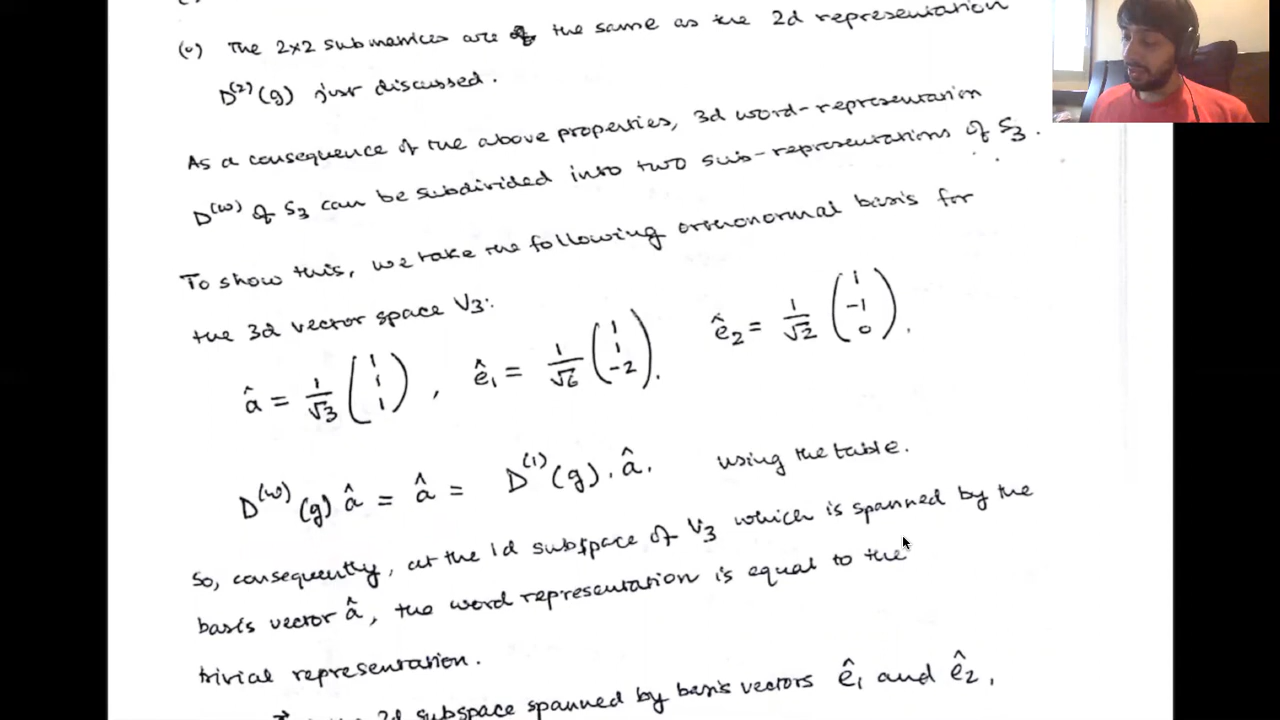 (c) The 2x2 submatrices are of the same as the 2d representation
D^(2)(g) just discussed.
As a consequence of the above properties, 3d word-representation
D^(w) of S3 can be subdivided into two sub-representations of S3.
To show this, we take the following orthonormal basis for
the 3d vector space V3:
â = 1/√3 (1 1 1), ê1 = 1/√6 (1 1 -2). ê2 = 1/√2 (1 -1 0).
D^(w)(g) â = â = D^(1)(g). â. using the table.
So, consequently, at the 1d subspace of V3 which is spanned by the
basis vector â, the word representation is equal to the
trivial representation.
the 2d subspace spanned by basis vectors ê1 and ê2,